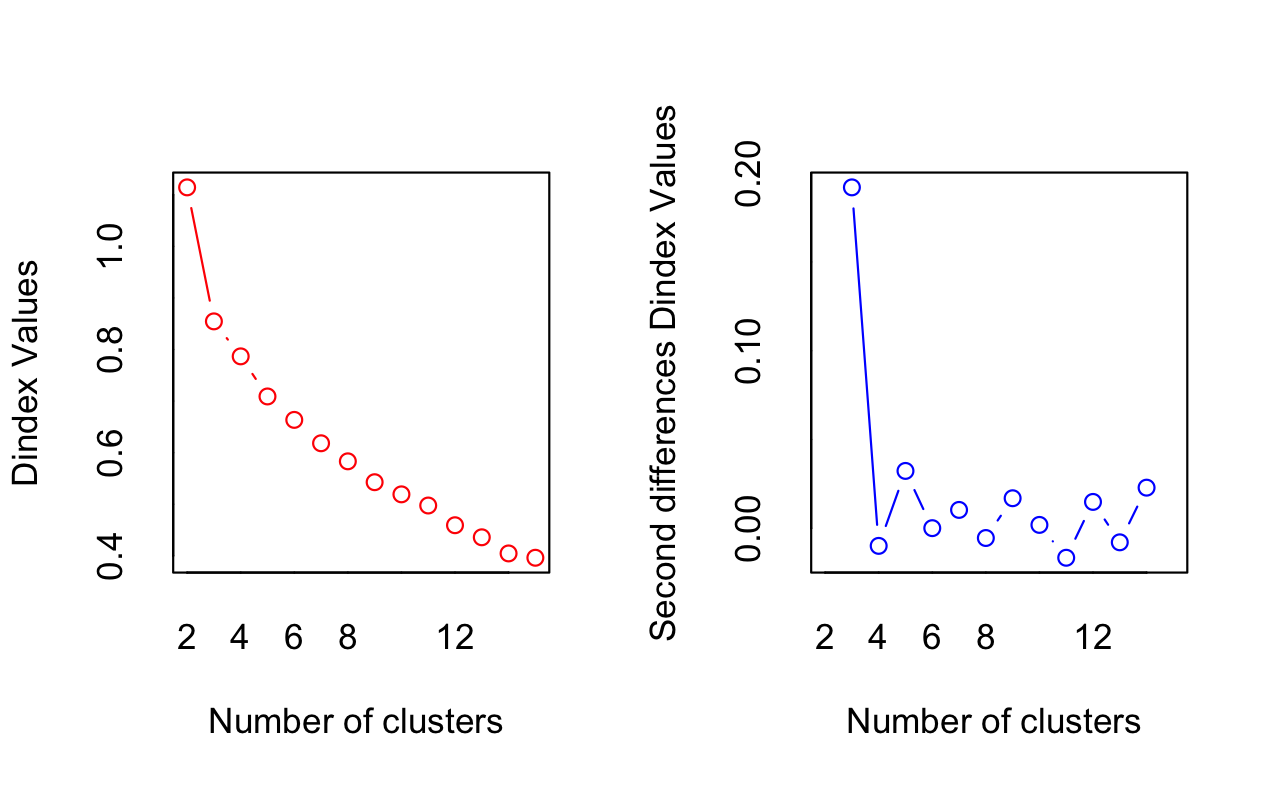 Dindex Values
1.0
0.8
0.6
0.4
2 4 6 8 12
Number of clusters
Second differences Dindex Values
0.20
0.10
0.00
2 4 6 8 12
Number of clusters